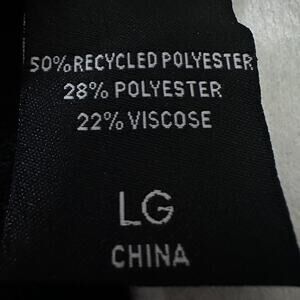 50% RECYCLED POLYESTER
28% POLYESTER
22% VISCOSE
LG
CHINA